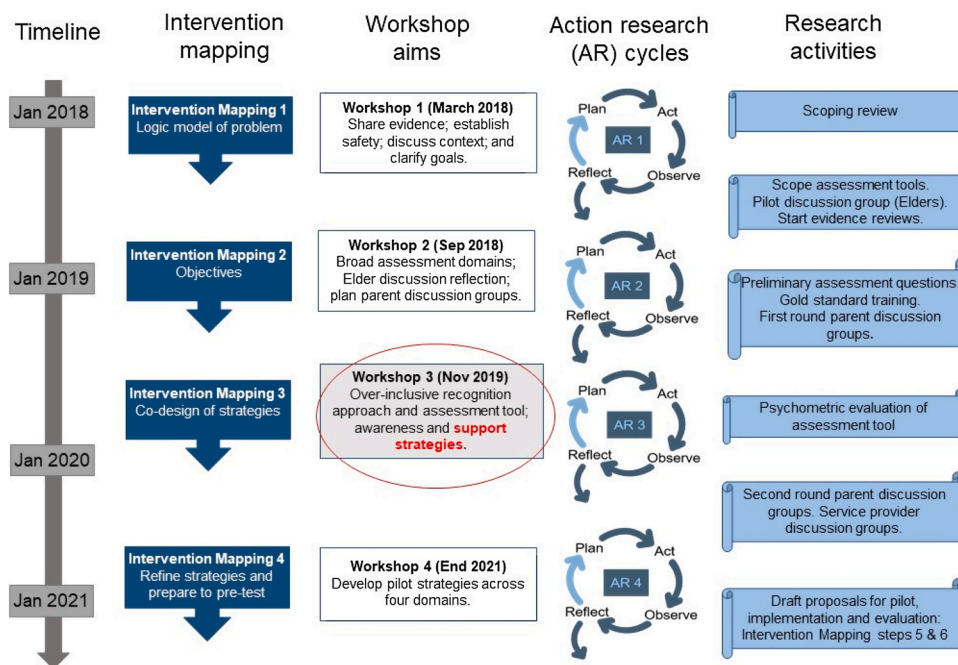 Timeline
Intervention
mapping
Workshop
aims
Action research
(AR) cycles
Research
activities
Jan 2018
Intervention Mapping 1
Logic model of problem
Workshop 1 (March 2018)
Share evidence; establish
safety; discuss context; and
clarify goals.
Plan
Act
AR 1
Reflect
Observe
Scoping review
Scope assessment tools.
Pilot discussion group (Elders).
Start evidence reviews.
Jan 2019
Intervention Mapping 2
Objectives
Workshop 2 (Sep 2018)
Broad assessment domains;
Elder discussion reflection;
plan parent discussion groups.
Plan
Act
AR 2
Reflect
Observe
Preliminary assessment questions.
Gold standard training.
First round parent discussion
groups.
Intervention Mapping 3
Co-design of strategies
Workshop 3 (Nov 2019)
Over-inclusive recognition
approach and assessment tool;
awareness and support
strategies.
Plan
Act
AR 3
Reflect
Observe
Psychometric evaluation of
assessment tool
Jan 2020
Second round parent discussion
groups. Service provider
discussion groups.
Intervention Mapping 4
Refine strategies and
prepare to pre-test
Workshop 4 (End 2021)
Develop pilot strategies across
four domains.
Plan
Act
AR 4
Reflect
Observe
Jan 2021
Draft proposals for pilot,
implementation and evaluation:
Intervention Mapping steps 5 & 6